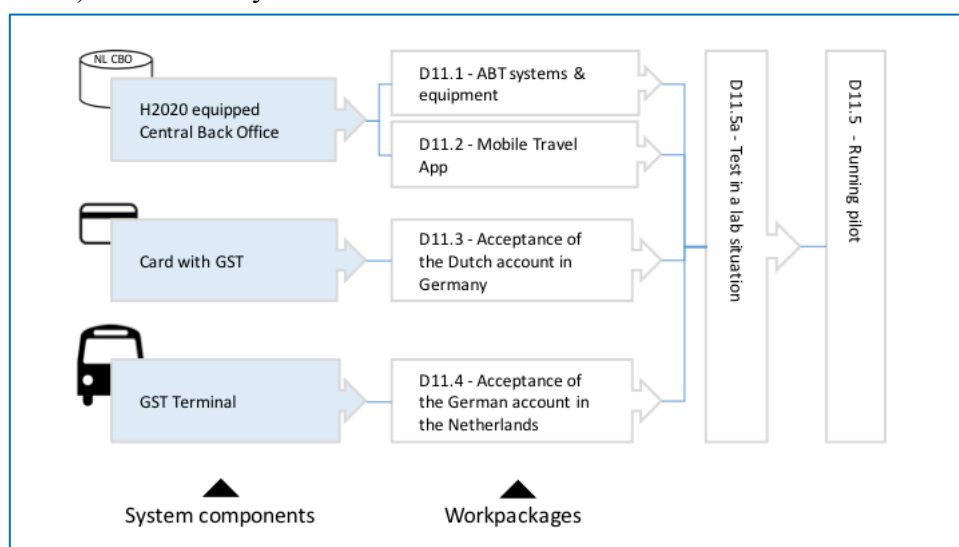 NL CBO
H2020 equipped
Central Back Office
D11.1 - ABT systems &
equipment
D11.2 - Mobile Travel
App
Card with GST
D11.3 - Acceptance of
the Dutch account in
Germany
GST Terminal
D11.4 - Acceptance of
the German account in
the Netherlands
D11.5a - Test in a lab situation
D11.5 - Running pilot
System components
Workpackages